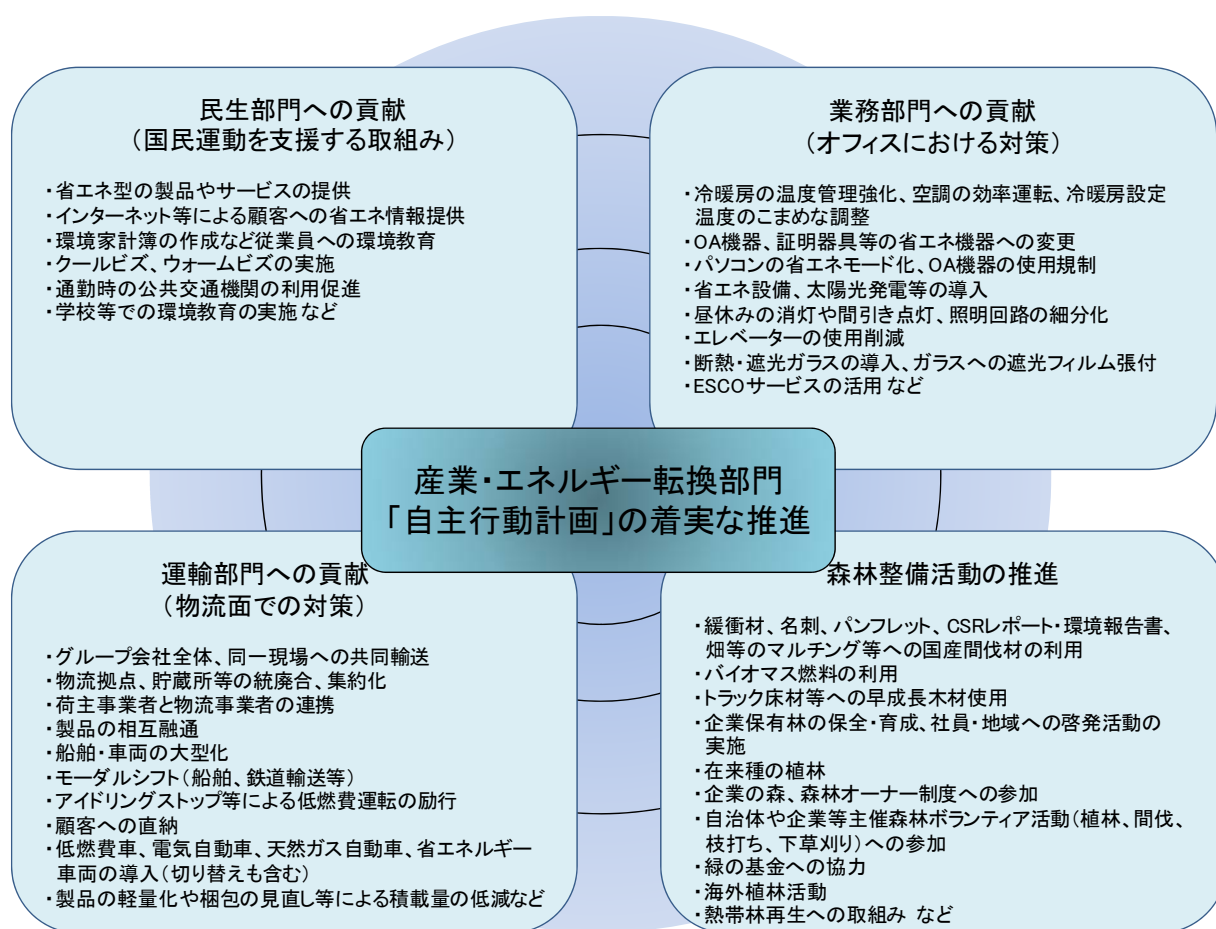 民生部門への貢献
(国民運動を支援する取組み)
・省エネ型の製品やサービスの提供
・インターネット等による顧客への省エネ情報提供
・環境家計簿の作成など従業員への環境教育
・クールビズ、ウォームビズの実施
・通勤時の公共交通機関の利用促進
・学校等での環境教育の実施など
業務部門への貢献
(オフィスにおける対策)
・冷暖房の温度管理強化、空調の効率運転、冷暖房設定
温度のこまめな調整
・OA機器、証明器具等の省エネ機器への変更
・パソコンの省エネモード化、OA機器の使用規制
・省エネ設備、太陽光発電等の導入
・昼休みの消灯や間引き点灯、照明回路の細分化
・エレベーターの使用削減
・断熱・遮光ガラスの導入、ガラスへの遮光フィルム張付
・ESCOサービスの活用など
産業・エネルギー転換部門
「自主行動計画」の着実な推進
運輸部門への貢献
(物流面での対策)
・グループ会社全体、同一現場への共同輸送
・物流拠点、貯蔵所等の統廃合、集約化
・荷主事業者と物流事業者の連携
・製品の相互融通
・船舶・車両の大型化
・モーダルシフト(船舶、鉄道輸送等)
・アイドリングストップ等による低燃費運転の励行
・顧客への直納
・低燃費車、電気自動車、天然ガス自動車、省エネルギー
車両の導入(切り替えも含む)
・製品の軽量化や梱包の見直し等による積載量の低減など
森林整備活動の推進
・緩衝材、名刺、パンフレット、CSRレポート・環境報告書、
畑等のマルチング等への国産間伐材の利用
・バイオマス燃料の利用
・トラック床材等への早成長木材使用
・企業保有林の保全・育成、社員・地域への啓発活動の
実施
・在来種の植林
・企業の森、森林オーナー制度への参加
・自治体や企業等主催森林ボランティア活動(植林、間伐、
枝打ち、下草刈り)への参加
・緑の基金への協力
・海外植林活動
・熱帯林再生への取組み など